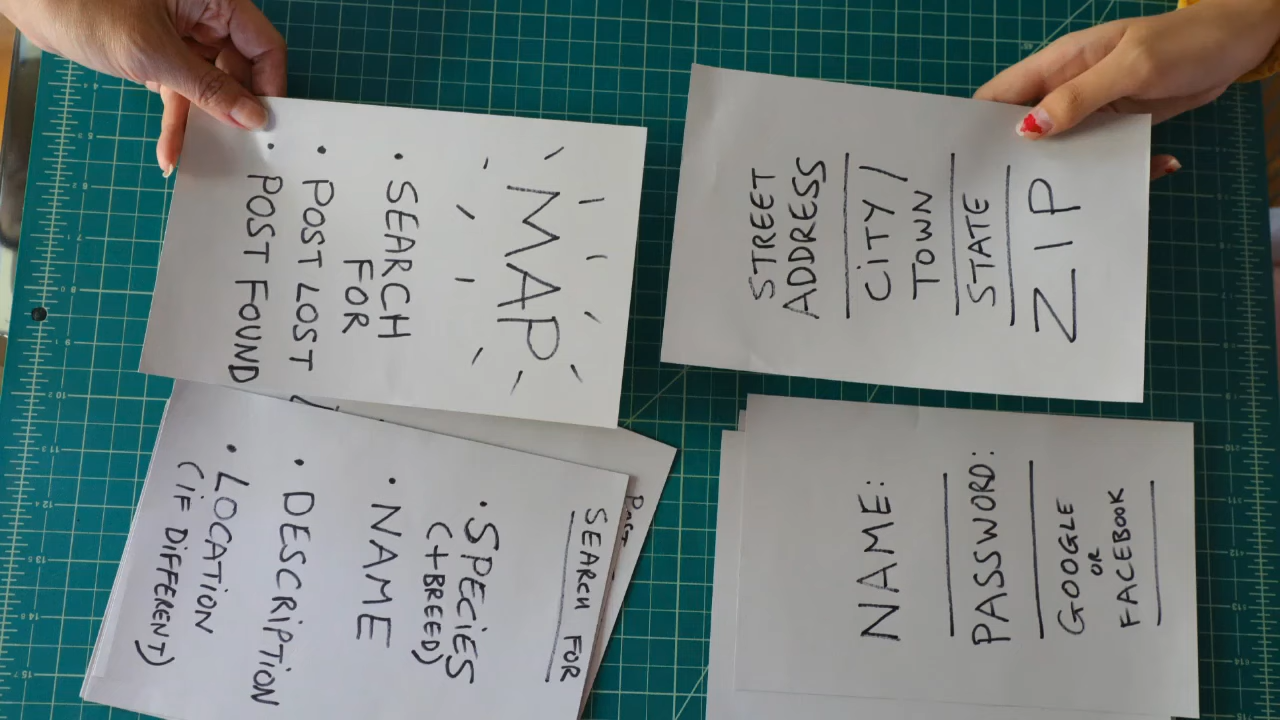 MAP
• SEARCH
FOR
• POST LOST
• POST FOUND
STREET
ADDRESS
CITY/
TOWN
STATE
ZIP
SEARCH FOR
• SPECIES
(+BREED)
• NAME
• DESCRIPTION
• LOCATION
(IF DIFFERENT)
NAME:
PASSWORD:
GOOGLE
OR
FACEBOOK